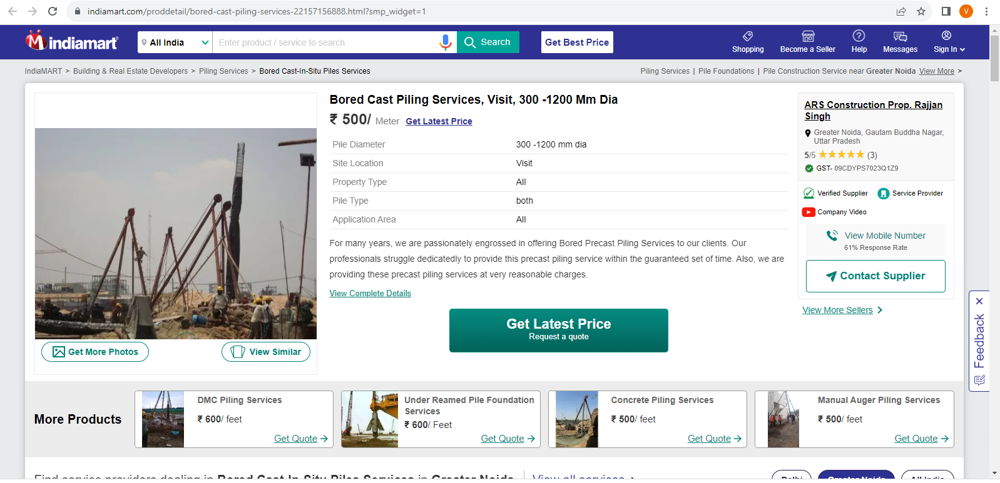 indiamart.com/proddetail/bored-cast-piling-services-22157156888.html?smp_widget=1
V
indiamart
All India
Enter product / service to search
Search
Get Best Price
Shopping
Become a Seller
Help
Messages
Sign In
IndiaMART > Building & Real Estate Developers > Piling Services > Bored Cast-In-Situ Piles Services
Piling Services | Pile Foundations | Pile Construction Service near Greater Noida View More >
Bored Cast Piling Services, Visit, 300 -1200 Mm Dia
₹ 500/ Meter Get Latest Price
Pile Diameter 300 -1200 mm dia
Site Location Visit
Property Type All
Pile Type both
Application Area All
For many years, we are passionately engrossed in offering Bored Precast Piling Services to our clients. Our
professionals struggle dedicatedly to provide this precast piling service within the guaranteed set of time. Also, we are
providing these precast piling services at very reasonable charges.
View Complete Details
Get Latest Price
Request a quote
Get More Photos
View Similar
ARS Construction Prop. Rajjan
Singh
Greater Noida, Gautam Buddha Nagar,
Uttar Pradesh
5/5 ★★★★★ (3)
GST- 09CDYPS7023Q1Z9
Verified Supplier
Service Provider
Company Video
View Mobile Number
61% Response Rate
Contact Supplier
View More Sellers
Feedback
More Products
DMC Piling Services
₹ 600/ feet
Get Quote
Under Reamed Pile Foundation
Services
₹ 600/ Feet
Get Quote
Concrete Piling Services
₹ 500/ feet
Get Quote
Manual Auger Piling Services
₹ 500/ feet
Get Quote
Find service providers dealing in Bored Cast-In-Situ Piles Services in Greater Noida
View all services
Delhi
Greater Noida
All India